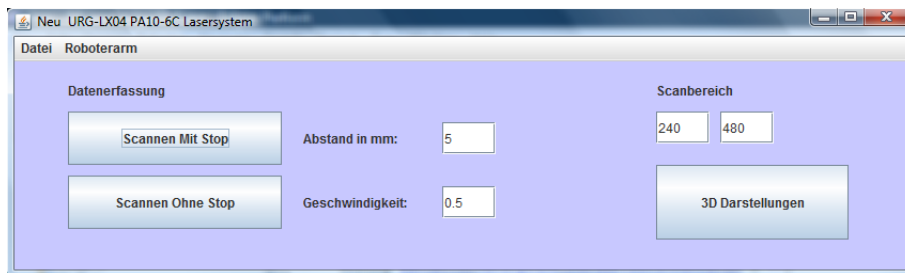 Neu URG-LX04 PA10-6C Lasersystem
Datei Roboterarm
Datenerfassung Scanbereich
Scannen Mit Stop Abstand in mm: 5 240 480
Scannen Ohne Stop Geschwindigkeit: 0.5 3D Darstellungen